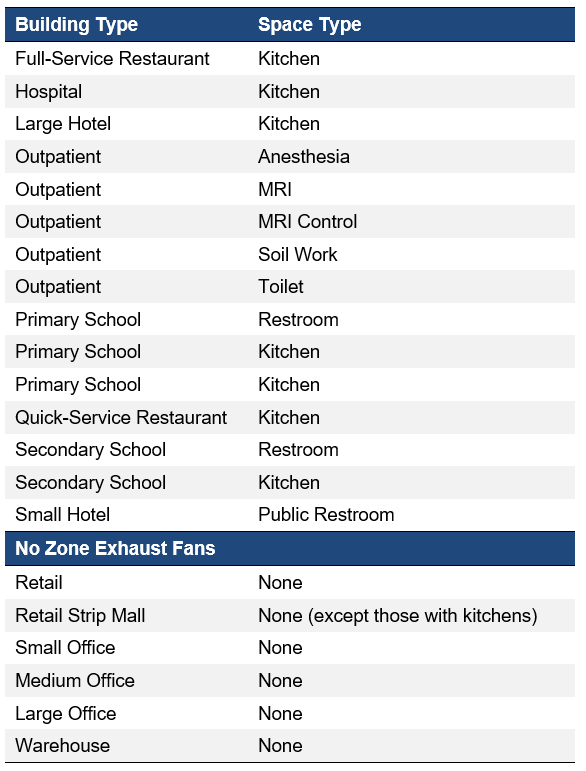 Building Type Space Type
Full-Service Restaurant Kitchen
Hospital Kitchen
Large Hotel Kitchen
Outpatient Anesthesia
Outpatient MRI
Outpatient MRI Control
Outpatient Soil Work
Outpatient Toilet
Primary School Restroom
Primary School Kitchen
Primary School Kitchen
Quick-Service Restaurant Kitchen
Secondary School Restroom
Secondary School Kitchen
Small Hotel Public Restroom
No Zone Exhaust Fans
Retail None
Retail Strip Mall None (except those with kitchens)
Small Office None
Medium Office None
Large Office None
Warehouse None